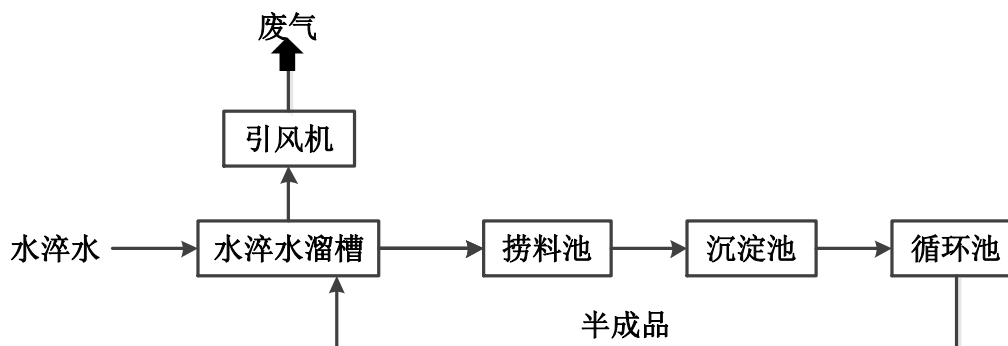 废气
引风机
水淬水
水淬水溜槽
捞料池
沉淀池
循环池
半成品